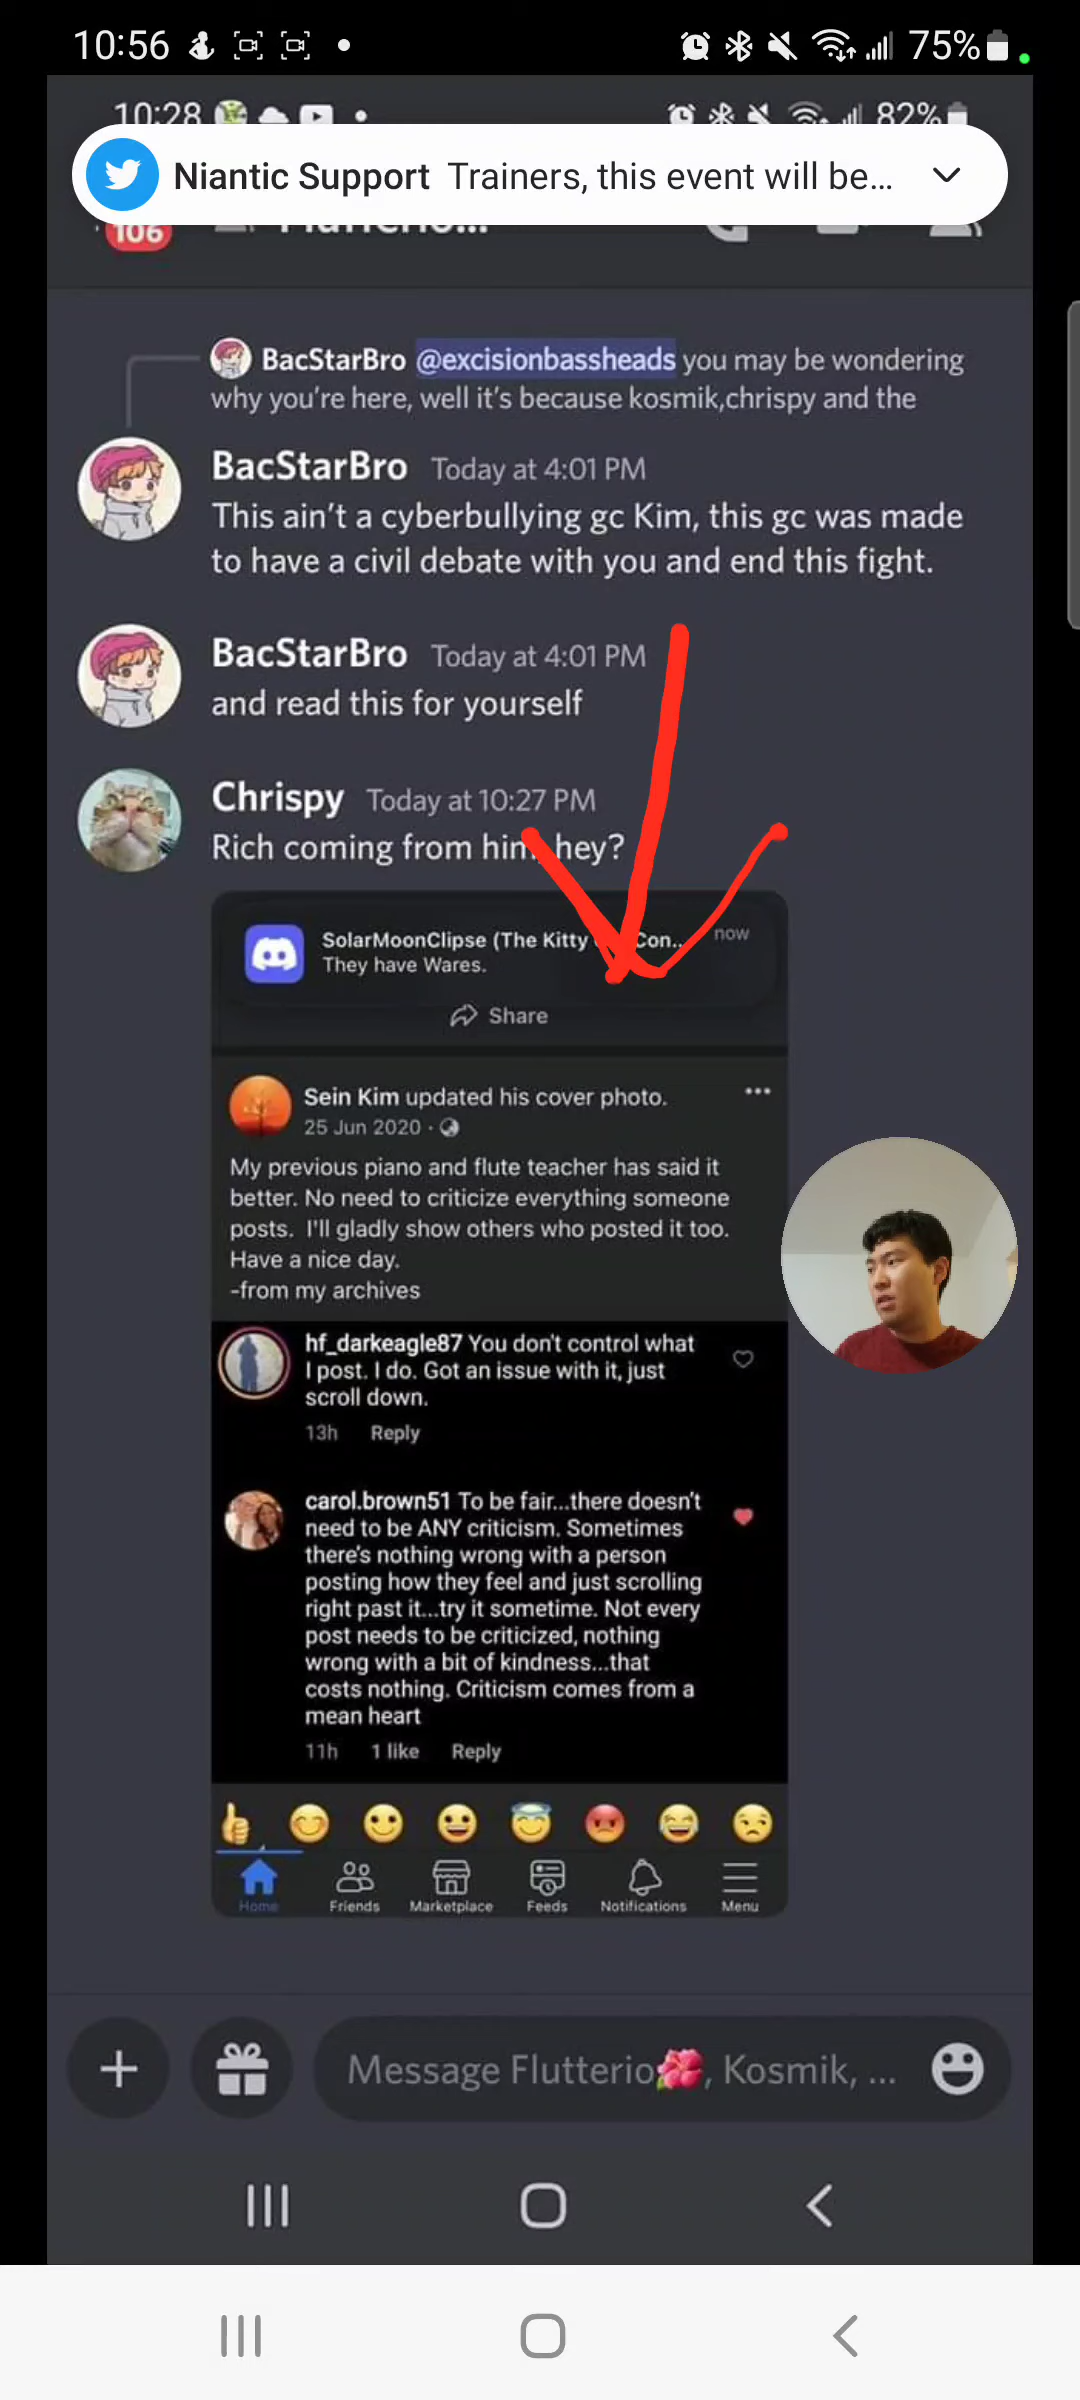 10:56 75%
10:28 82%
Niantic Support Trainers, this event will be...
106
BacStarBro @excisionbassheads you may be wondering
why you're here, well it's because kosmik,chrispy and the
BacStarBro Today at 4:01 PM
This ain't a cyberbullying gc Kim, this gc was made
to have a civil debate with you and end this fight.
BacStarBro Today at 4:01 PM
and read this for yourself
Chrispy Today at 10:27 PM
Rich coming from him, hey?
SolarMoonClipse (The Kitty Con... now
They have Wares.
Share
Sein Kim updated his cover photo.
25 Jun 2020 ·
My previous piano and flute teacher has said it
better. No need to criticize everything someone
posts. I'll gladly show others who posted it too.
Have a nice day.
-from my archives
hf_darkeagle87 You don't control what
I post. I do. Got an issue with it, just
scroll down.
13h Reply
carol.brown51 To be fair...there doesn't
need to be ANY criticism. Sometimes
there's nothing wrong with a person
posting how they feel and just scrolling
right past it...try it sometime. Not every
post needs to be criticized, nothing
wrong with a bit of kindness...that
costs nothing. Criticism comes from a
mean heart
11h 1 like Reply
Home Friends Marketplace Feeds Notifications Menu
Message Flutterio🌺, Kosmik, ...